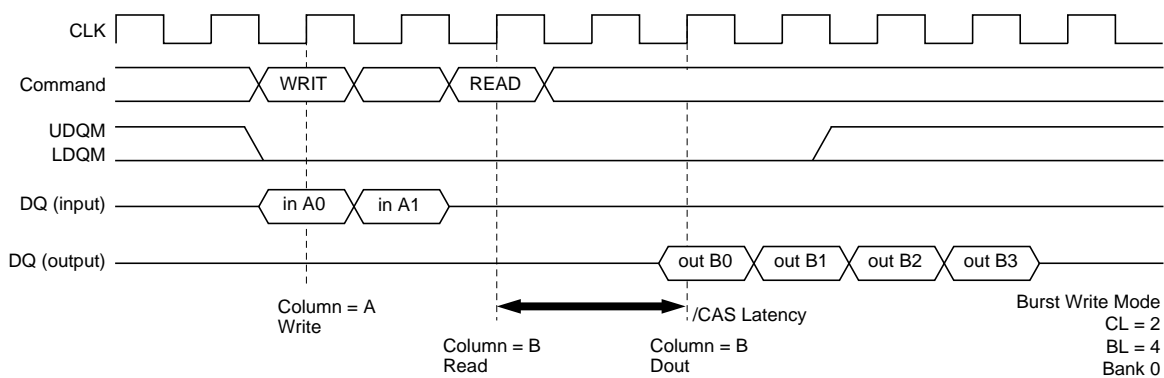 CLK
Command
WRIT
READ
UDQM
LDQM
DQ (input)
in A0
in A1
DQ (output)
out B0
out B1
out B2
out B3
Column = A
Write
/CAS Latency
Column = B
Read
Column = B
Dout
Burst Write Mode
CL = 2
BL = 4
Bank 0